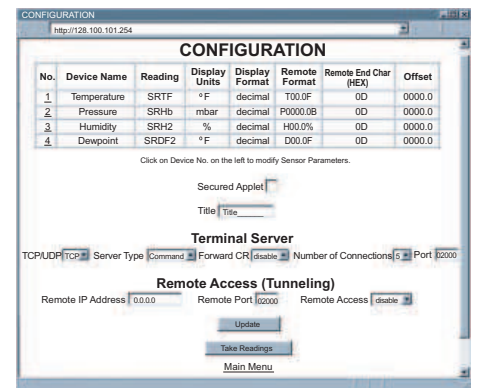 CONFIGURATION
http://128.100.101.254
CONFIGURATION
No. Device Name Reading Display Units Display Format Remote Format Remote End Char (HEX) Offset
1 Temperature SRTF °F decimal T00.0F 0D 0000.0
2 Pressure SRHb mbar decimal P0000.0B 0D 0000.0
3 Humidity SRH2 % decimal H00.0% 0D 0000.0
4 Dewpoint SRDF2 °F decimal D00.0F 0D 0000.0
Click on Device No. on the left to modify Sensor Parameters.
Secured Applet
Title Title_____
Terminal Server
TCP/UDP TCP Server Type Command Forward CR disable Number of Connections 5 Port 02000
Remote Access (Tunneling)
Remote IP Address 0.0.0.0 Remote Port 02000 Remote Access disable
Update
Take Readings
Main Menu